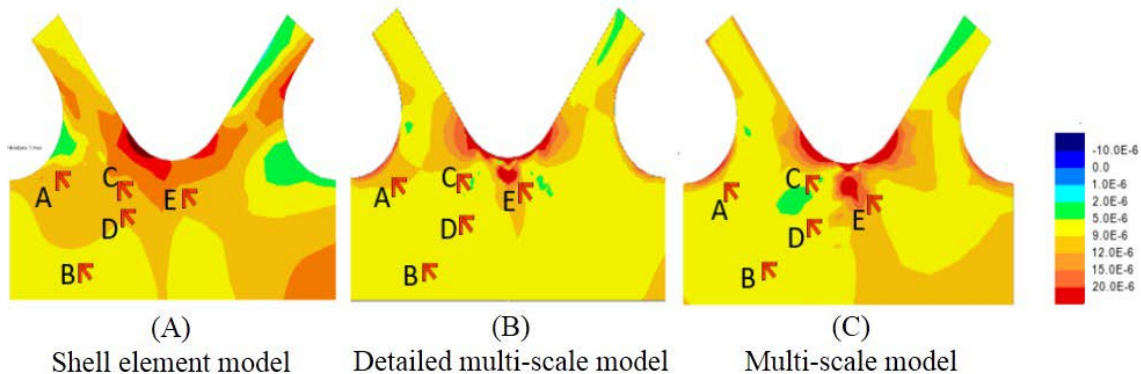 A
B
C
D
E
A
B
C
D
E
A
B
C
D
E
-10.0E-6
0.0
1.0E-6
2.0E-6
5.0E-6
9.0E-6
12.0E-6
15.0E-6
20.0E-6
(A)
(B)
(C)
Shell element model
Detailed multi-scale model
Multi-scale model